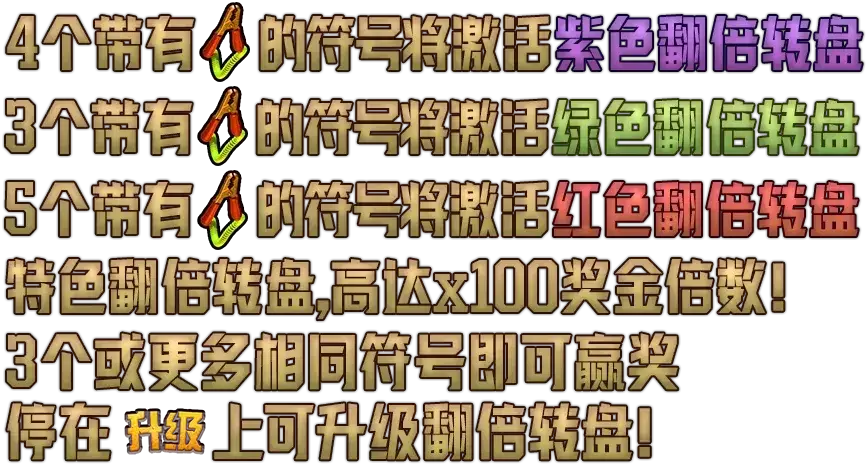 4个带有的符号将激活紫色翻倍转盘
3个带有的符号将激活绿色翻倍转盘
5个带有的符号将激活红色翻倍转盘
特色翻倍转盘,高达x100奖金倍数!
3个或更多相同符号即可赢奖
停在 升级 上可升级翻倍转盘!